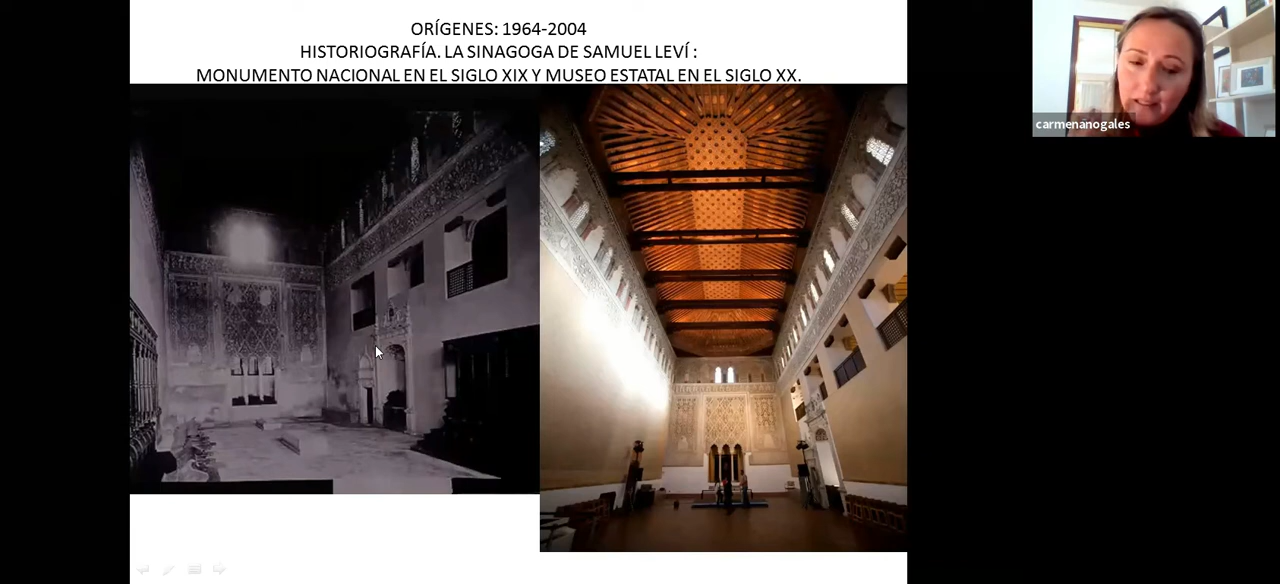 ORÍGENES: 1964-2004
HISTORIOGRAFÍA. LA SINAGOGA DE SAMUEL LEVÍ :
MONUMENTO NACIONAL EN EL SIGLO XIX Y MUSEO ESTATAL EN EL SIGLO XX.
carmenanogales